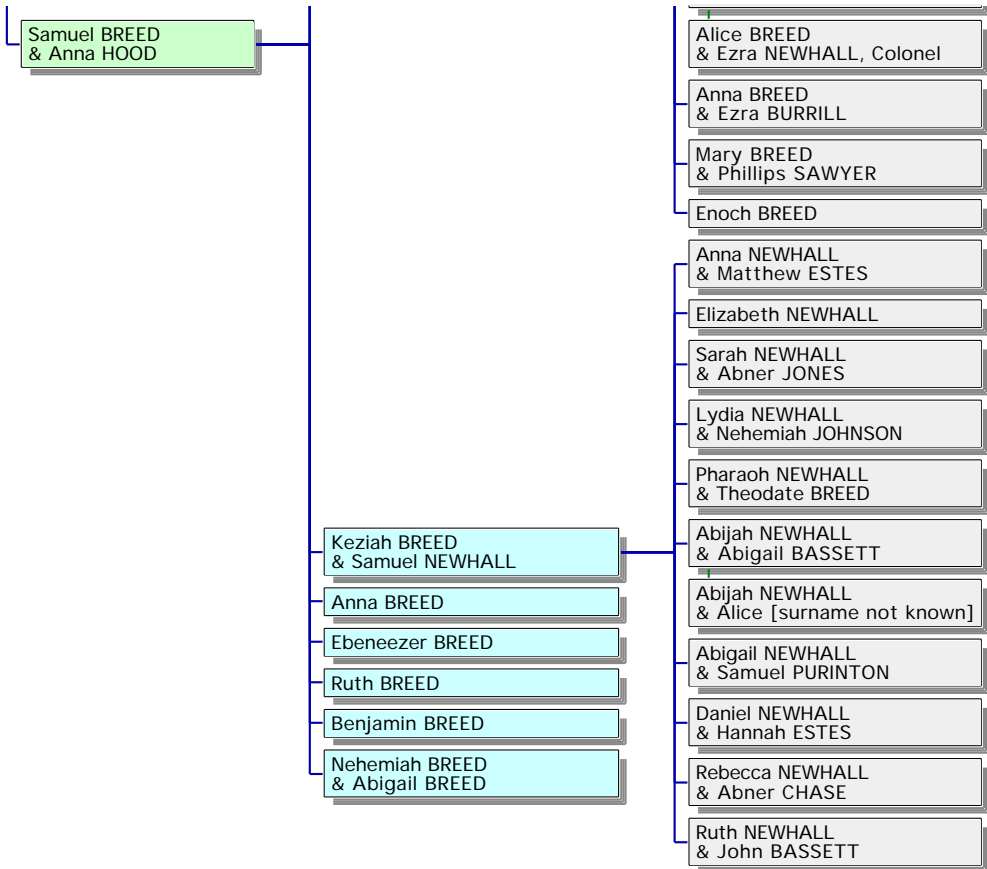 Samuel BREED
& Anna HOOD
Keziah BREED
& Samuel NEWHALL
Anna BREED
Ebeneezer BREED
Ruth BREED
Benjamin BREED
Nehemiah BREED
& Abigail BREED
Alice BREED
& Ezra NEWHALL, Colonel
Anna BREED
& Ezra BURRILL
Mary BREED
& Phillips SAWYER
Enoch BREED
Anna NEWHALL
& Matthew ESTES
Elizabeth NEWHALL
Sarah NEWHALL
& Abner JONES
Lydia NEWHALL
& Nehemiah JOHNSON
Pharaoh NEWHALL
& Theodate BREED
Abijah NEWHALL
& Abigail BASSETT
Abijah NEWHALL
& Alice [surname not known]
Abigail NEWHALL
& Samuel PURINTON
Daniel NEWHALL
& Hannah ESTES
Rebecca NEWHALL
& Abner CHASE
Ruth NEWHALL
& John BASSETT